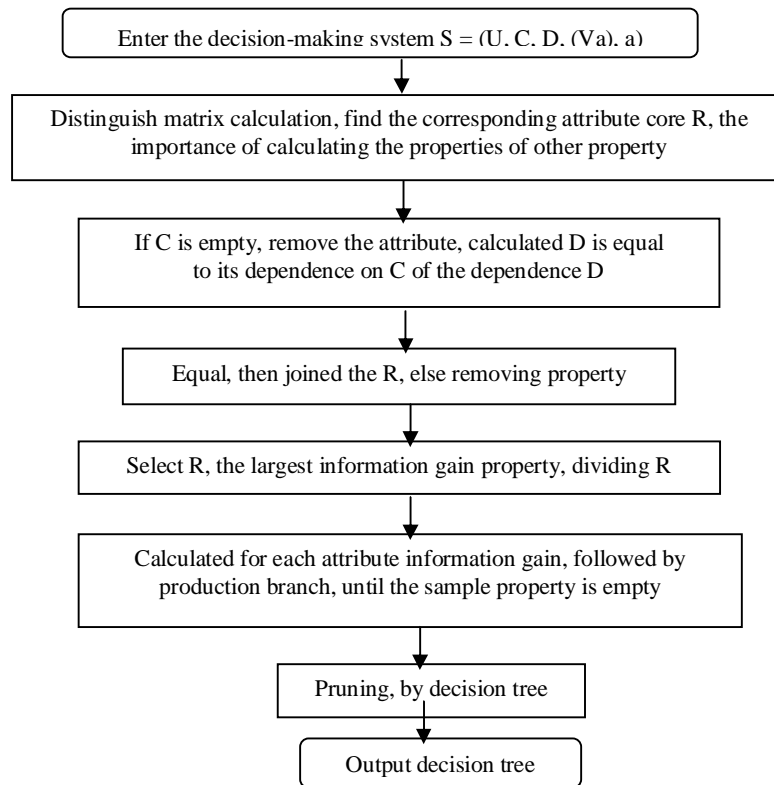 Enter the decision-making system S = (U, C, D, (Va), a)
Distinguish matrix calculation, find the corresponding attribute core R, the
importance of calculating the properties of other property
If C is empty, remove the attribute, calculated D is equal
to its dependence on C of the dependence D
Equal, then joined the R, else removing property
Select R, the largest information gain property, dividing R
Calculated for each attribute information gain, followed by
production branch, until the sample property is empty
Pruning, by decision tree
Output decision tree